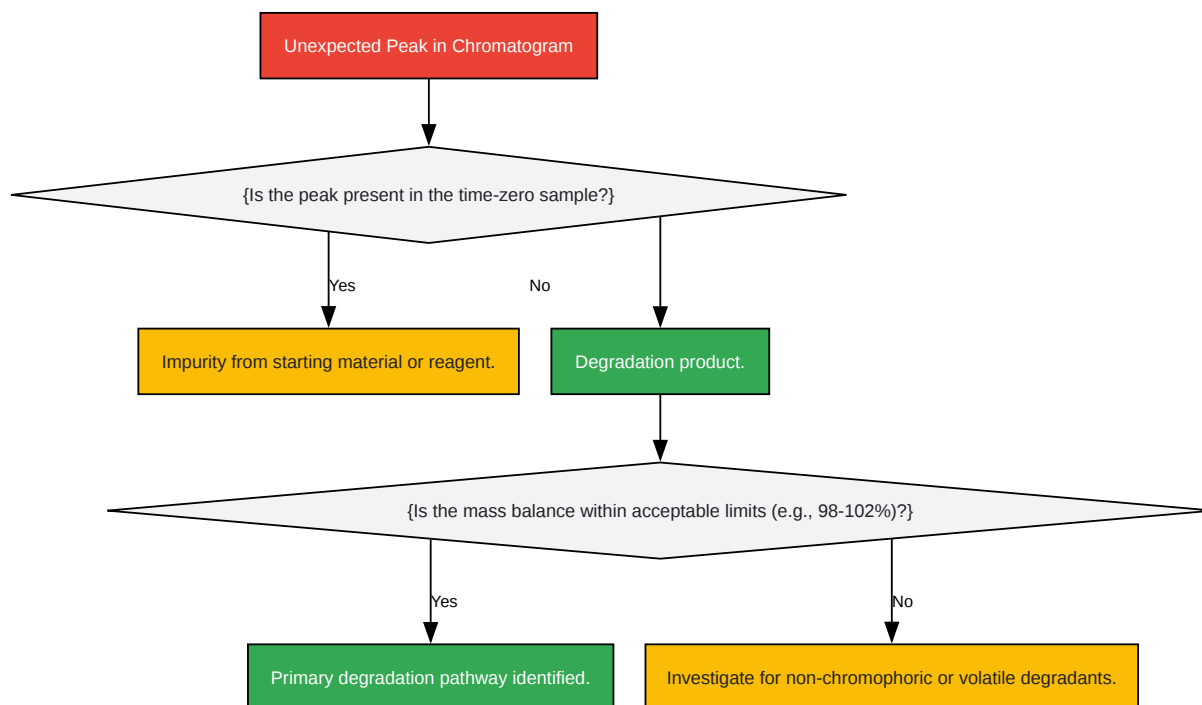 Unexpected Peak in Chromatogram
{Is the peak present in the time-zero sample?}
Yes
No
Impurity from starting material or reagent.
Degradation product.
{Is the mass balance within acceptable limits (e.g., 98-102%)?}
Yes
No
Primary degradation pathway identified.
Investigate for non-chromophoric or volatile degradants.